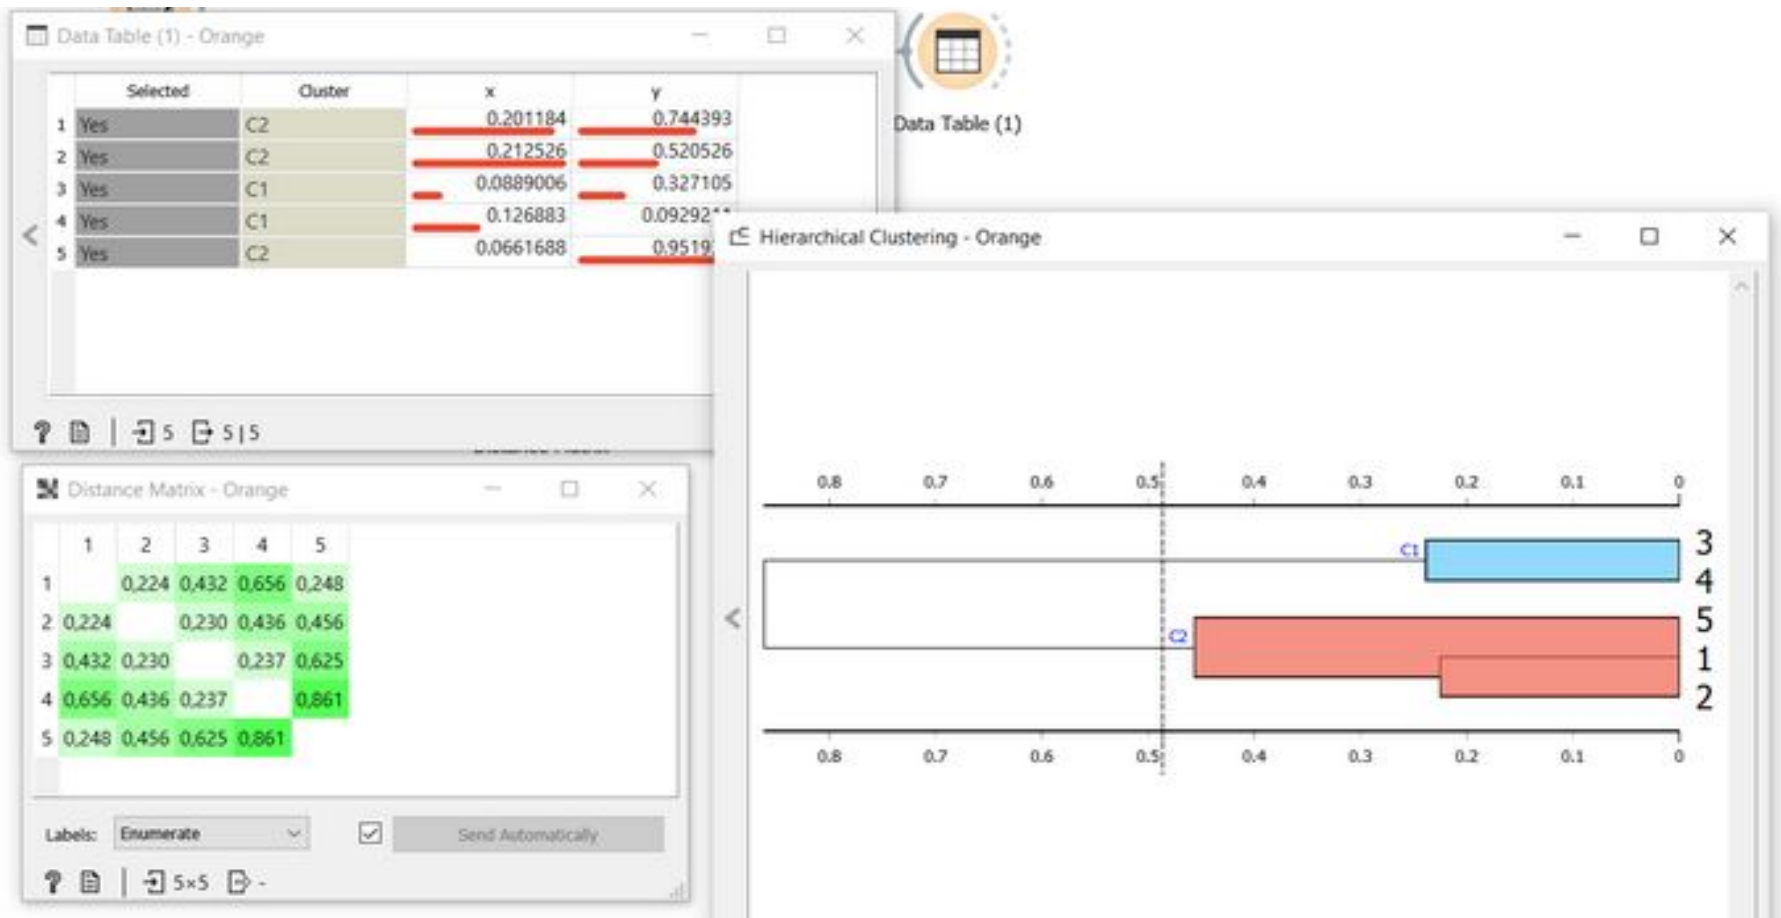 Data Table (1) - Orange
Selected Cluster x y
1 Yes C2 0.201184 0.744393
2 Yes C2 0.212526 0.520526
3 Yes C1 0.0889006 0.327105
4 Yes C1 0.126883
5 Yes C2 0.0661688
? 5 5|5
Data Table (1)
Distance Matrix - Orange
1 2 3 4 5
1 0,224 0,432 0,656 0,248
2 0,224 0,230 0,436 0,456
3 0,432 0,230 0,237 0,625
4 0,656 0,436 0,237 0,861
5 0,248 0,456 0,625 0,861
Labels: Enumerate Send Automatically
? 5×5 -
Hierarchical Clustering - Orange
0.8 0.7 0.6 0.5 0.4 0.3 0.2 0.1 0
C1 3
4
5
C2
1
2
0.8 0.7 0.6 0.5 0.4 0.3 0.2 0.1 0